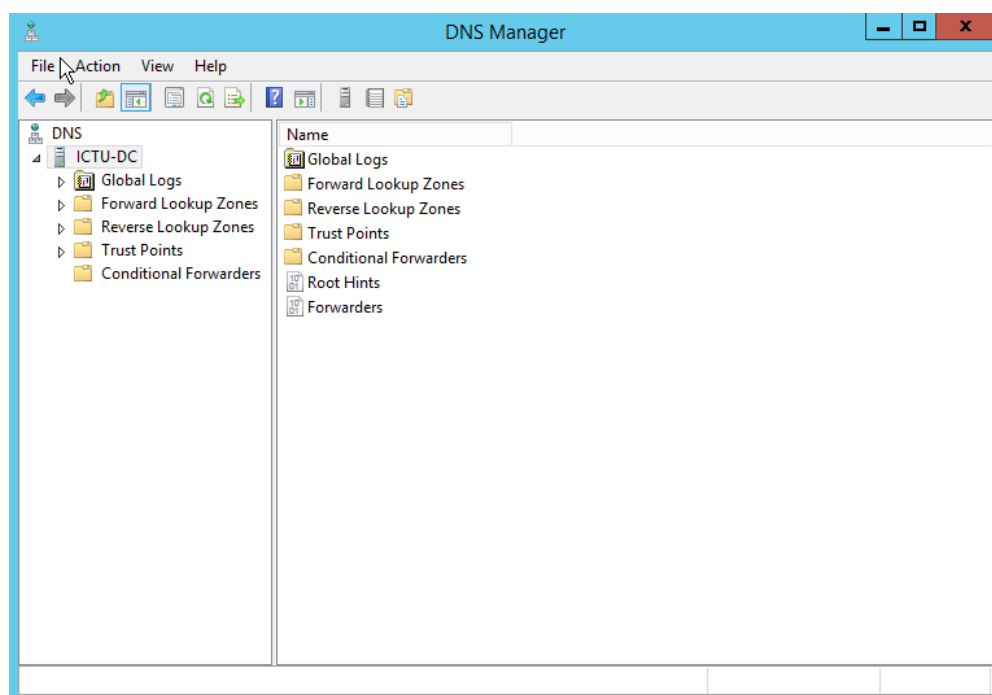 DNS Manager
File Action View Help
DNS
ICTU-DC
Global Logs
Forward Lookup Zones
Reverse Lookup Zones
Trust Points
Conditional Forwarders
Name
Global Logs
Forward Lookup Zones
Reverse Lookup Zones
Trust Points
Conditional Forwarders
Root Hints
Forwarders